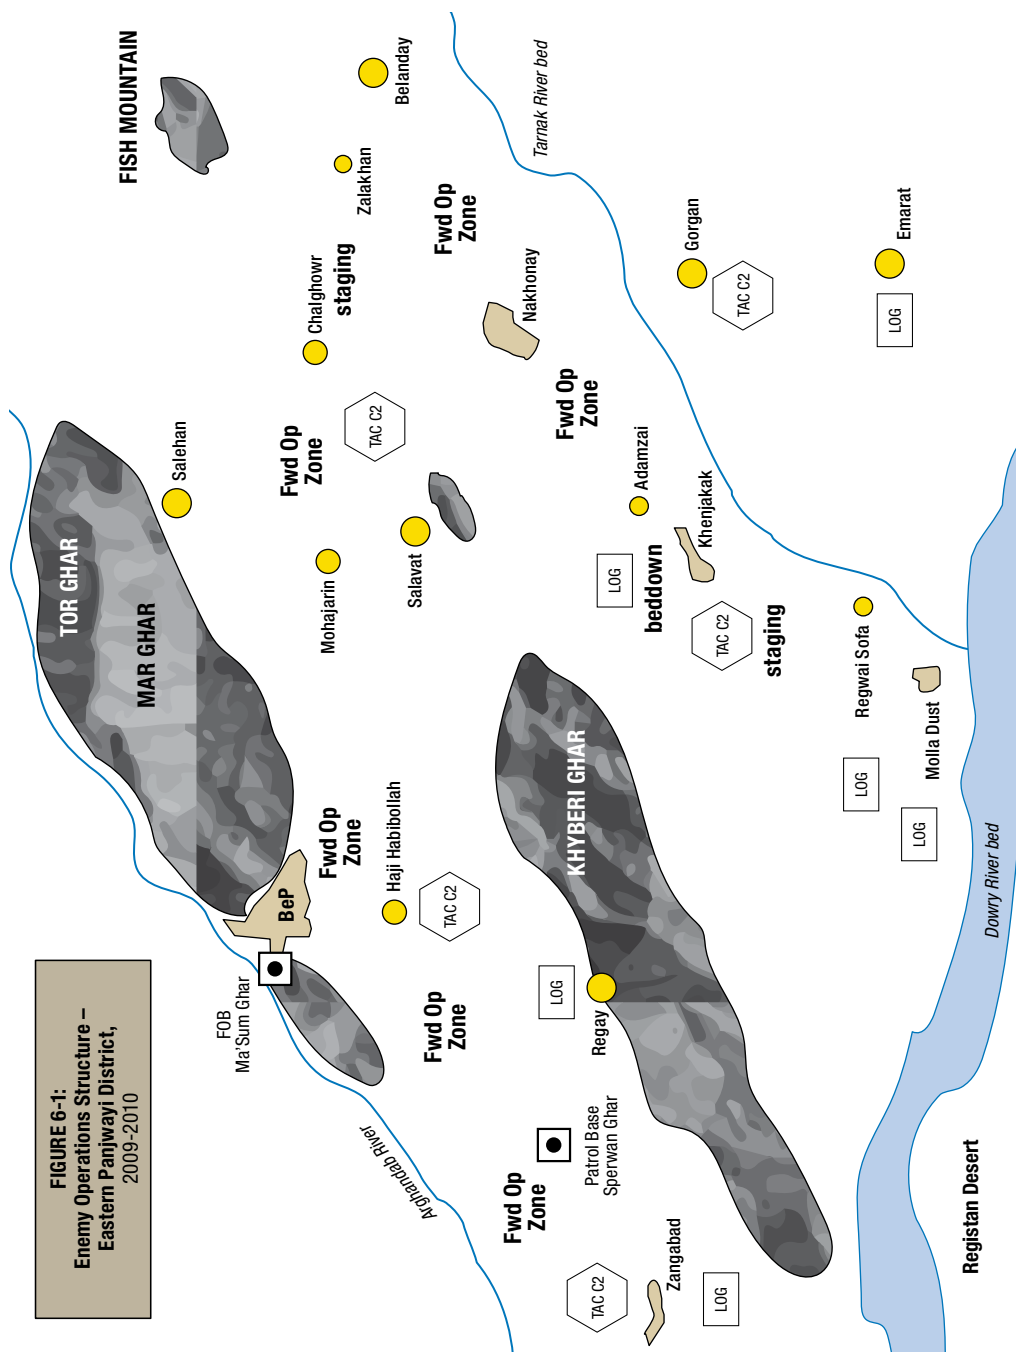 FIGURE 6-1:
Enemy Operations Structure –
Eastern Panjwayi District,
2009-2010
FOB
Ma'Sum Ghar
BeP
TOR GHAR
MAR GHAR
Salehan
FISH MOUNTAIN
Arghandab River
Fwd Op
Zone
Haji Habibollah
TAC C2
Fwd Op
Zone
Mohajarin
Salavat
Fwd Op
Zone
TAC C2
Chalghowr
staging
Zalakhan
Belanday
Fwd Op
Zone
Tarnak River bed
Fwd Op
Zone
Patrol Base
Sperwan Ghar
LOG
Regay
KHYBERI GHAR
Fwd Op
Zone
Nakhonay
TAC C2
Zangabad
LOG
LOG
beddown
Adamzai
Khenjakak
TAC C2
staging
Gorgan
TAC C2
LOG
Emarat
Regwai Sofa
LOG
LOG
Molla Dust
Dowry River bed
Registan Desert